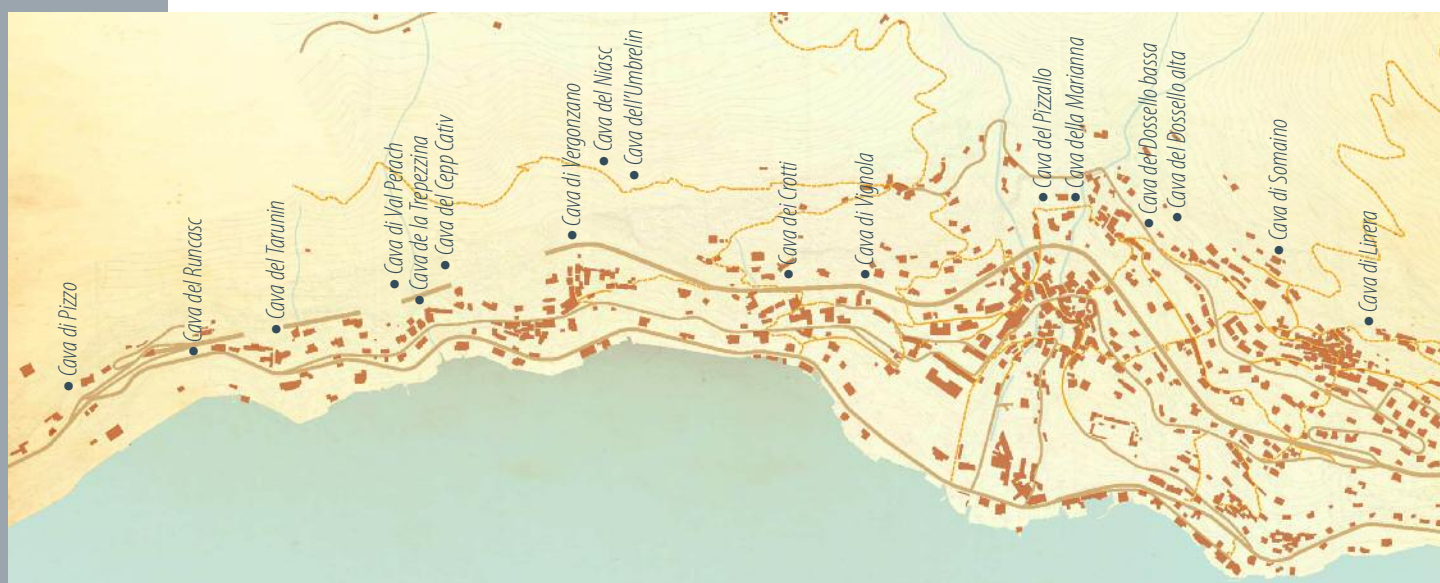 Cava di Pizzo
Cava del Runcasc
Cava del Tarunin
Cava di Val Perach
Cava de la Trepezzina
Cava del Cepp Cativ
Cava di Vergonzano
Cava del Niasc
Cava dell'Umbrelin
Cava dei Crotti
Cava di Vignola
Cava del Pizzallo
Cava della Marianna
Cava del Dossello bassa
Cava del Dossello alta
Cava di Somaino
Cava di Linera